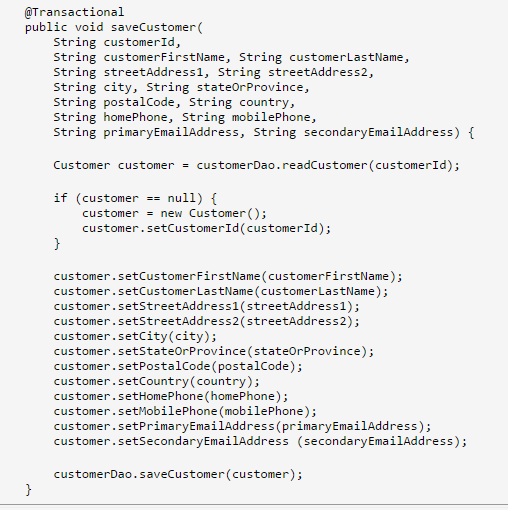 @Transactional
public void saveCustomer(
    String customerId,
    String customerFirstName, String customerLastName,
    String streetAddress1, String streetAddress2,
    String city, String stateOrProvince,
    String postalCode, String country,
    String homePhone, String mobilePhone,
    String primaryEmailAddress, String secondaryEmailAddress) {

    Customer customer = customerDao.readCustomer(customerId);

    if (customer == null) {
        customer = new Customer();
        customer.setCustomerId(customerId);
    }

    customer.setCustomerFirstName(customerFirstName);
    customer.setCustomerLastName(customerLastName);
    customer.setStreetAddress1(streetAddress1);
    customer.setStreetAddress2(streetAddress2);
    customer.setCity(city);
    customer.setStateOrProvince(stateOrProvince);
    customer.setPostalCode(postalCode);
    customer.setCountry(country);
    customer.setHomePhone(homePhone);
    customer.setMobilePhone(mobilePhone);
    customer.setPrimaryEmailAddress(primaryEmailAddress);
    customer.setSecondaryEmailAddress (secondaryEmailAddress);

    customerDao.saveCustomer(customer);
}